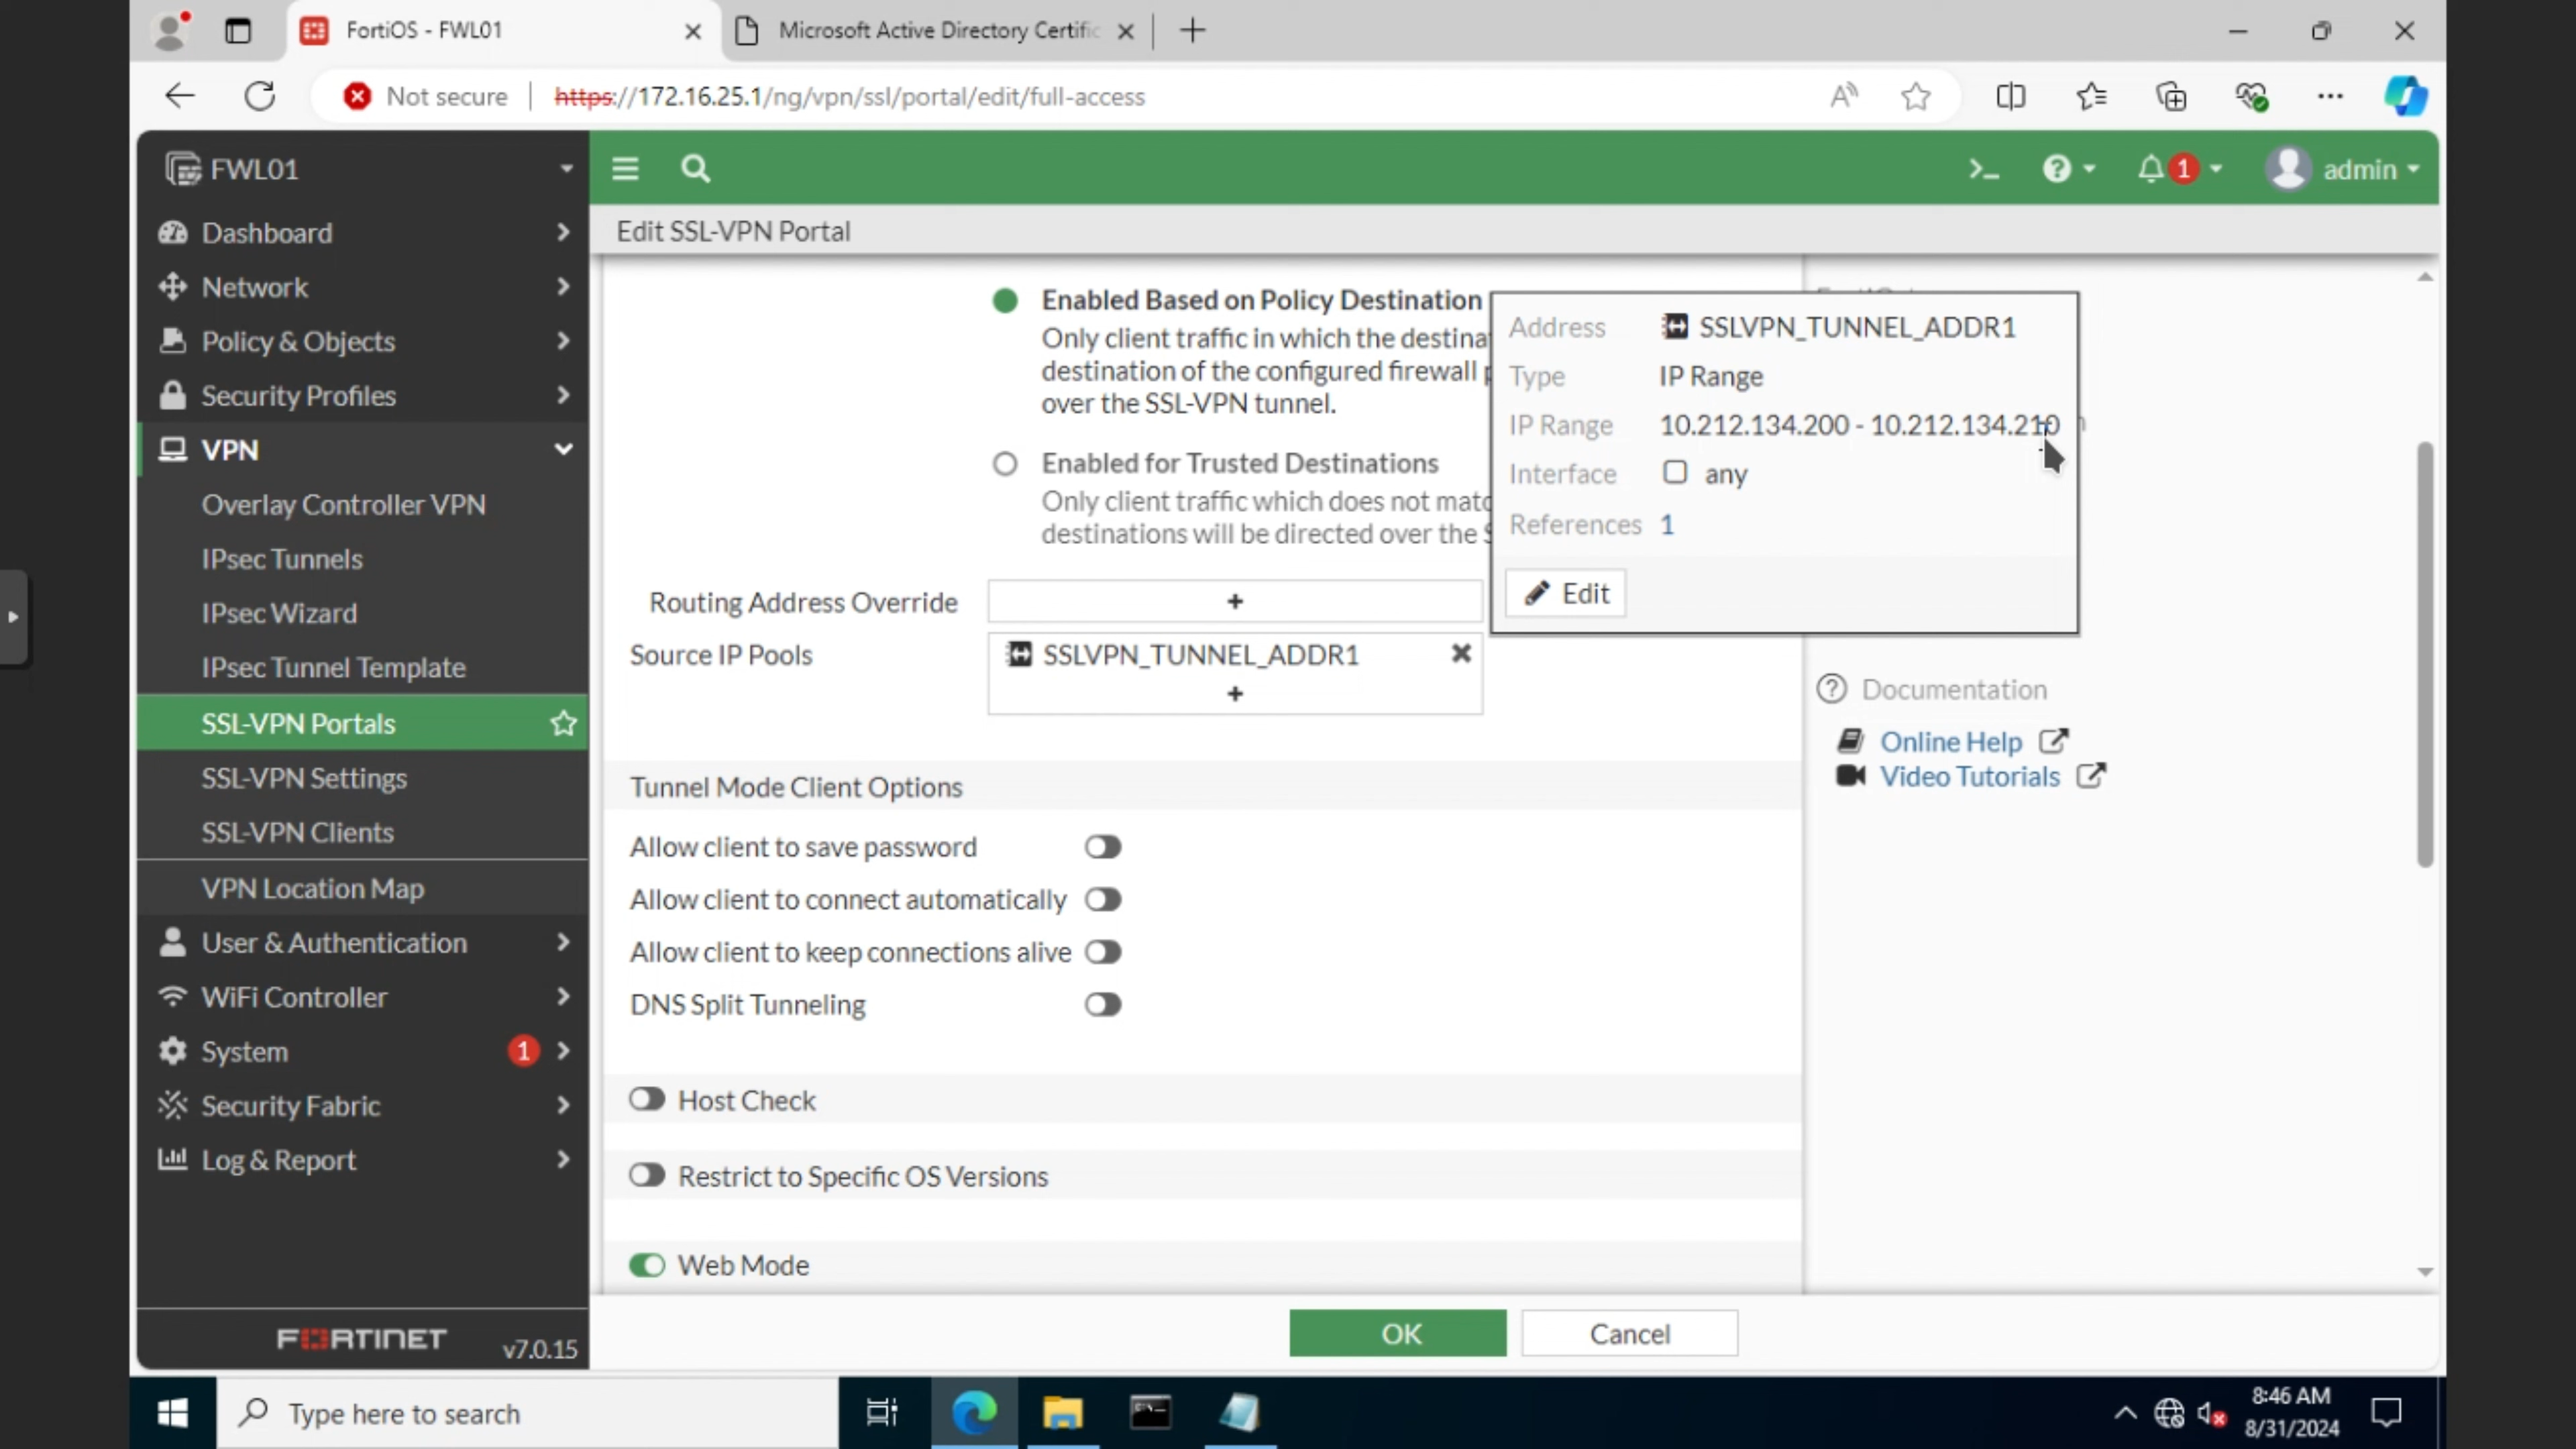 FortiOS - FWL01
Microsoft Active Directory Certific
Not secure
https://172.16.25.1/ng/vpn/ssl/portal/edit/full-access
FWL01
1
admin
Edit SSL-VPN Portal
Dashboard
Network
Policy & Objects
Security Profiles
VPN
Overlay Controller VPN
IPsec Tunnels
IPsec Wizard
IPsec Tunnel Template
SSL-VPN Portals
SSL-VPN Settings
SSL-VPN Clients
VPN Location Map
User & Authentication
WiFi Controller
System 1
Security Fabric
Log & Report
FORTINET v7.0.15
Enabled Based on Policy Destination
Only client traffic in which the destina
destination of the configured firewall p
over the SSL-VPN tunnel.
Enabled for Trusted Destinations
Only client traffic which does not matc
destinations will be directed over the S
Address SSLVPN_TUNNEL_ADDR1
Type IP Range
IP Range 10.212.134.200 - 10.212.134.210
Interface any
References 1
Edit
Routing Address Override
+
Source IP Pools SSLVPN_TUNNEL_ADDR1
+
Documentation
Online Help
Video Tutorials
Tunnel Mode Client Options
Allow client to save password
Allow client to connect automatically
Allow client to keep connections alive
DNS Split Tunneling
Host Check
Restrict to Specific OS Versions
Web Mode
OK Cancel
Type here to search
8:46 AM
8/31/2024